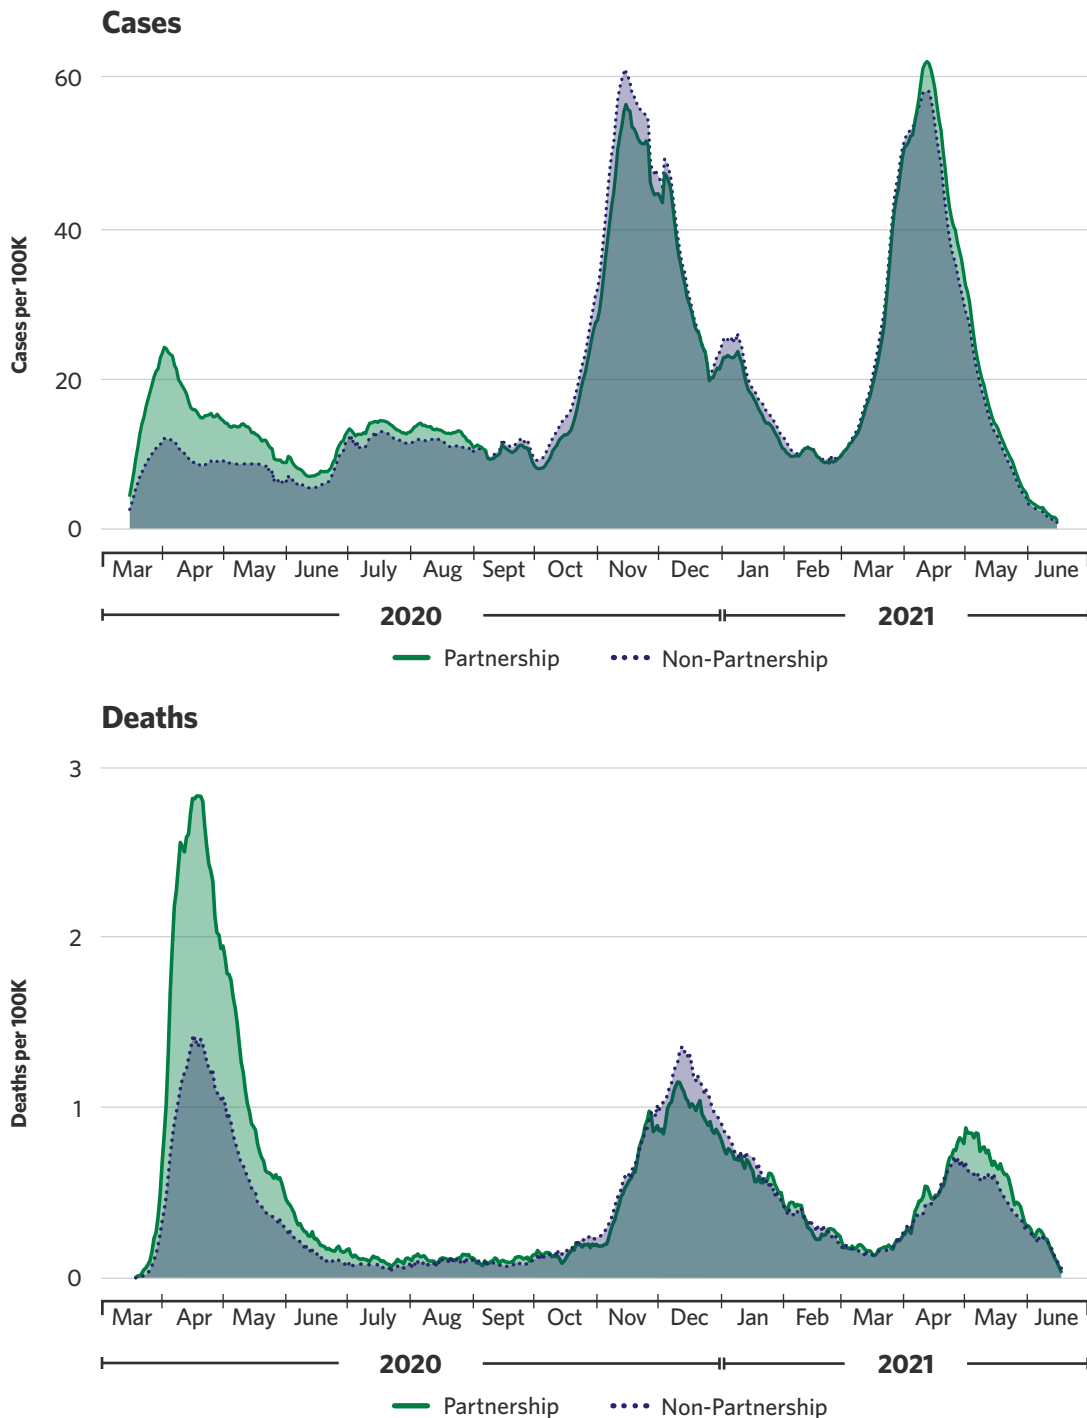 Cases
Cases per 100K
60
40
20
0
Mar Apr May June July Aug Sept Oct Nov Dec Jan Feb Mar Apr May June
2020 2021
Partnership Non-Partnership
Deaths
Deaths per 100K
3
2
1
0
Mar Apr May June July Aug Sept Oct Nov Dec Jan Feb Mar Apr May June
2020 2021
Partnership Non-Partnership